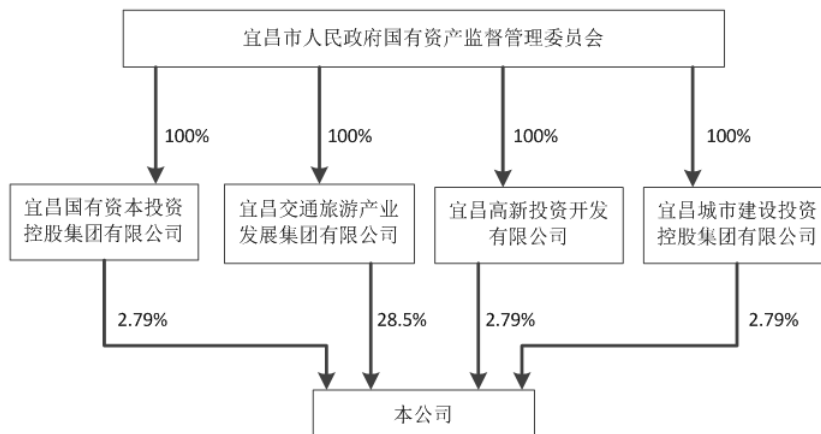 宜昌市人民政府国有资产监督管理委员会
100%
100%
100%
100%
宜昌国有资本投资
控股集团有限公司
宜昌交通旅游产业
发展集团有限公司
宜昌高新投资开发
有限公司
宜昌城市建设投资
控股集团有限公司
2.79%
28.5%
2.79%
2.79%
本公司